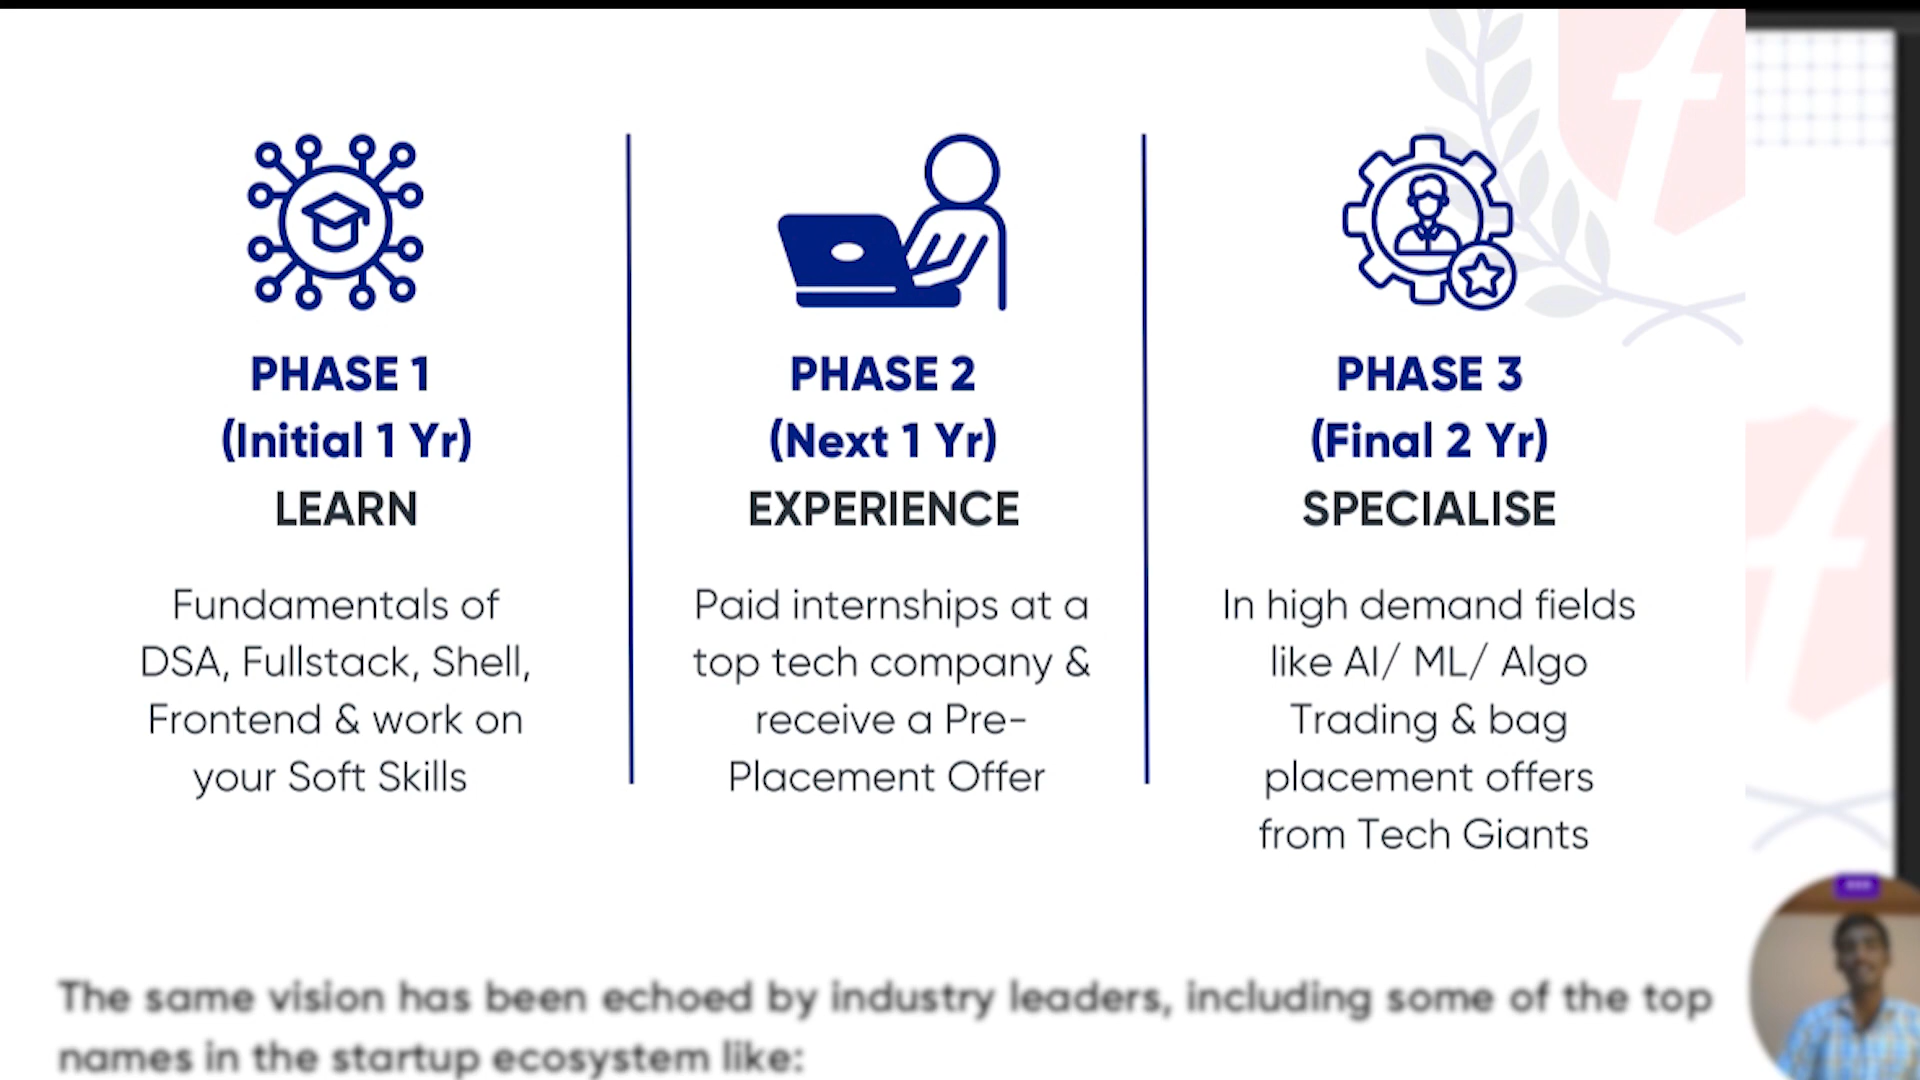 PHASE 1
(Initial 1 Yr)
LEARN
Fundamentals of
DSA, Fullstack, Shell,
Frontend & work on
your Soft Skills
PHASE 2
(Next 1 Yr)
EXPERIENCE
Paid internships at a
top tech company &
receive a Pre-
Placement Offer
PHASE 3
(Final 2 Yr)
SPECIALISE
In high demand fields
like AI/ ML/ Algo
Trading & bag
placement offers
from Tech Giants
The same vision has been echoed by industry leaders, including some of the top
names in the startup ecosystem like: